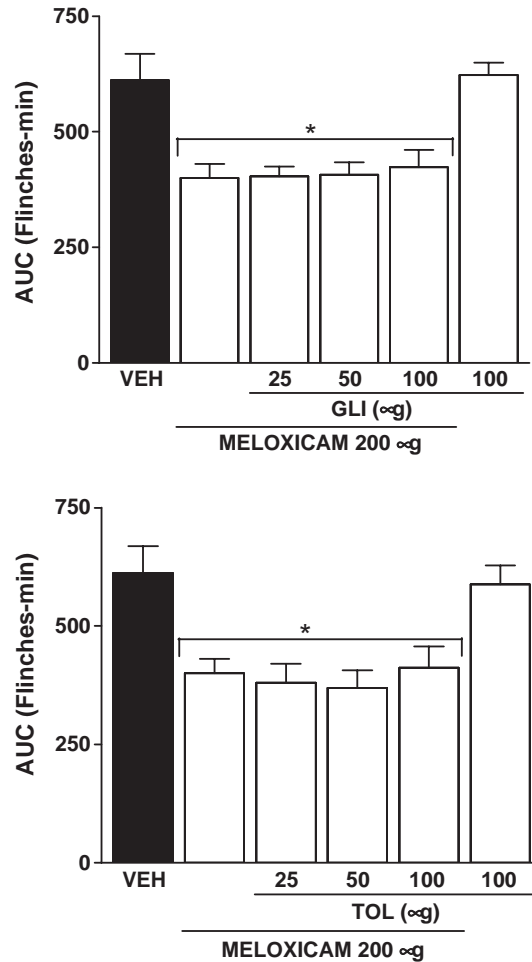 750
500
250
0
AUC (Flinches-min)
*
VEH 25 50 100 100
GLI (∝g)
MELOXICAM 200 ∝g
750
500
250
0
AUC (Flinches-min)
*
VEH 25 50 100 100
TOL (∝g)
MELOXICAM 200 ∝g